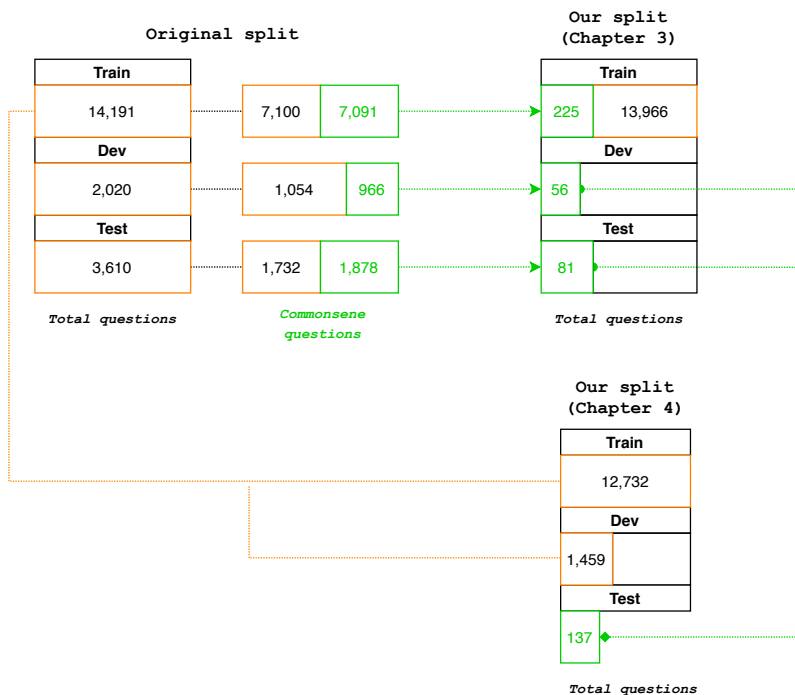 Original split
Our split
(Chapter 3)
Train
Train
14,191
7,100
7,091
225
13,966
Dev
Dev
2,020
1,054
966
56
Test
Test
3,610
1,732
1,878
81
Total questions
Commonsene
questions
Total questions
Our split
(Chapter 4)
Train
12,732
Dev
1,459
Test
137
Total questions